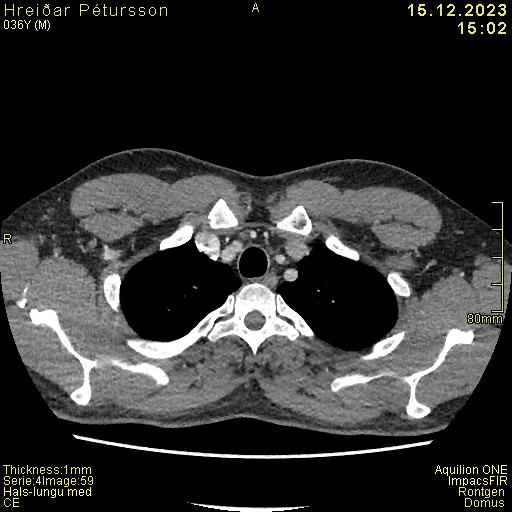 Hreiðar Pétursson
036Y (M)
A
15.12.2023
15:02
R
80mm
Thickness:1mm
Serie:4Image:59
Hals-lungu med
CE
Aquilion ONE
ImpacsFIR
Rontgen
Domus